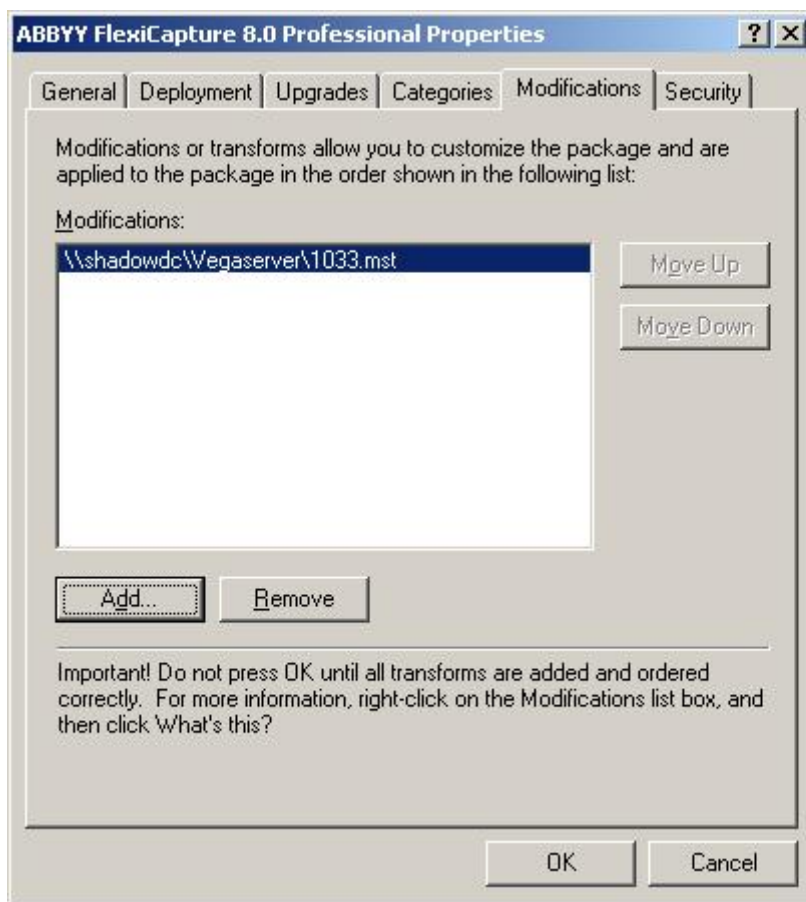 ABBYY FlexiCapture 8.0 Professional Properties
General Deployment Upgrades Categories Modifications Security
Modifications or transforms allow you to customize the package and are
applied to the package in the order shown in the following list:
Modifications:
\\shadowdc\Vegaserver\1033.mst
Move Up
Move Down
Add... Remove
Important! Do not press OK until all transforms are added and ordered
correctly. For more information, right-click on the Modifications list box, and
then click What's this?
OK Cancel